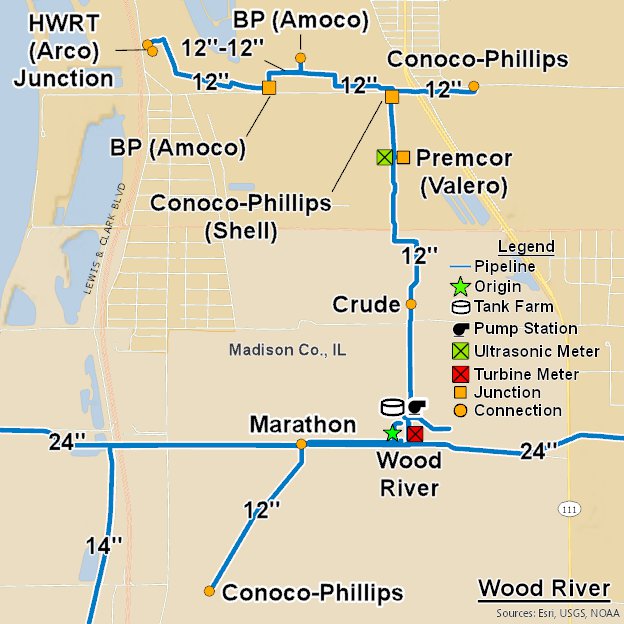 HWRT
(Arco)
Junction
BP (Amoco)
12"-12"
12"
12"
Conoco-Phillips
12"
BP (Amoco)
Premcor
(Valero)
Conoco-Phillips
(Shell)
LEWIS & CLARK BLVD
12"
Legend
Pipeline
Origin
Tank Farm
Pump Station
Ultrasonic Meter
Turbine Meter
Junction
Connection
Crude
Madison Co., IL
Marathon
24"
Wood
River
24"
12"
111
14"
Conoco-Phillips
Wood River
Sources: Esri, USGS, NOAA